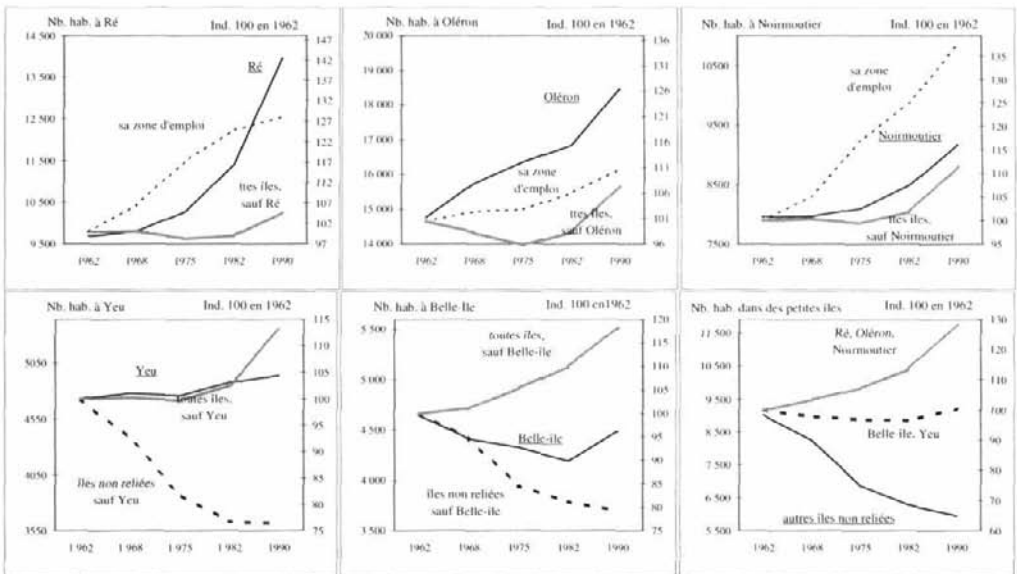 Nb. hab. à Ré Ind. 100 en 1962
14 500
13 500
12 500
11 500
10 500
9 500
147
142
137
132
127
122
117
112
107
102
97
Ré
sa zone d'emploi
ttes îles,
sauf Ré
1962 1968 1975 1982 1990
Nb. hab. à Oléron Ind. 100 en 1962
20 000
19 000
18 000
17 000
16 000
15 000
14 000
136
131
126
121
116
111
106
101
96
Oléron
sa zone
d'emploi
ttes îles,
sauf Oléron
1962 1968 1975 1982 1990
Nb. hab. à Noirmoutier Ind. 100 en 1962
10500
9500
8500
7500
135
130
125
120
115
110
105
100
95
sa zone
d'emploi
Noirmoutier
ttes îles,
sauf Noirmoutier
1962 1968 1975 1982 1990
Nb. hab. à Yeu Ind. 100 en 1962
5050
4550
4050
3550
115
110
105
100
95
90
85
80
75
Yeu
toutes îles,
sauf Yeu
îles non reliées
sauf Yeu
1 962 1 968 1 975 1 982 1 990
Nb. hab. à Belle-Ile Ind. 100 en1962
5 500
5 000
4 500
4 000
3 500
120
115
110
105
100
95
90
85
80
75
toutes îles,
sauf Belle-ile
Belle-ile
îles non reliées
sauf Belle-ile
1962 1968 1975 1982 1990
Nb. hab. dans des petites iles Ind. 100 en 1962
11 500
10 500
9 500
8 500
7 500
6 500
5 500
130
120
110
100
90
80
70
60
Ré, Oléron,
Noirmoutier
Belle-ile, Yeu
autres îles non reliées
1962 1968 1975 1982 1990